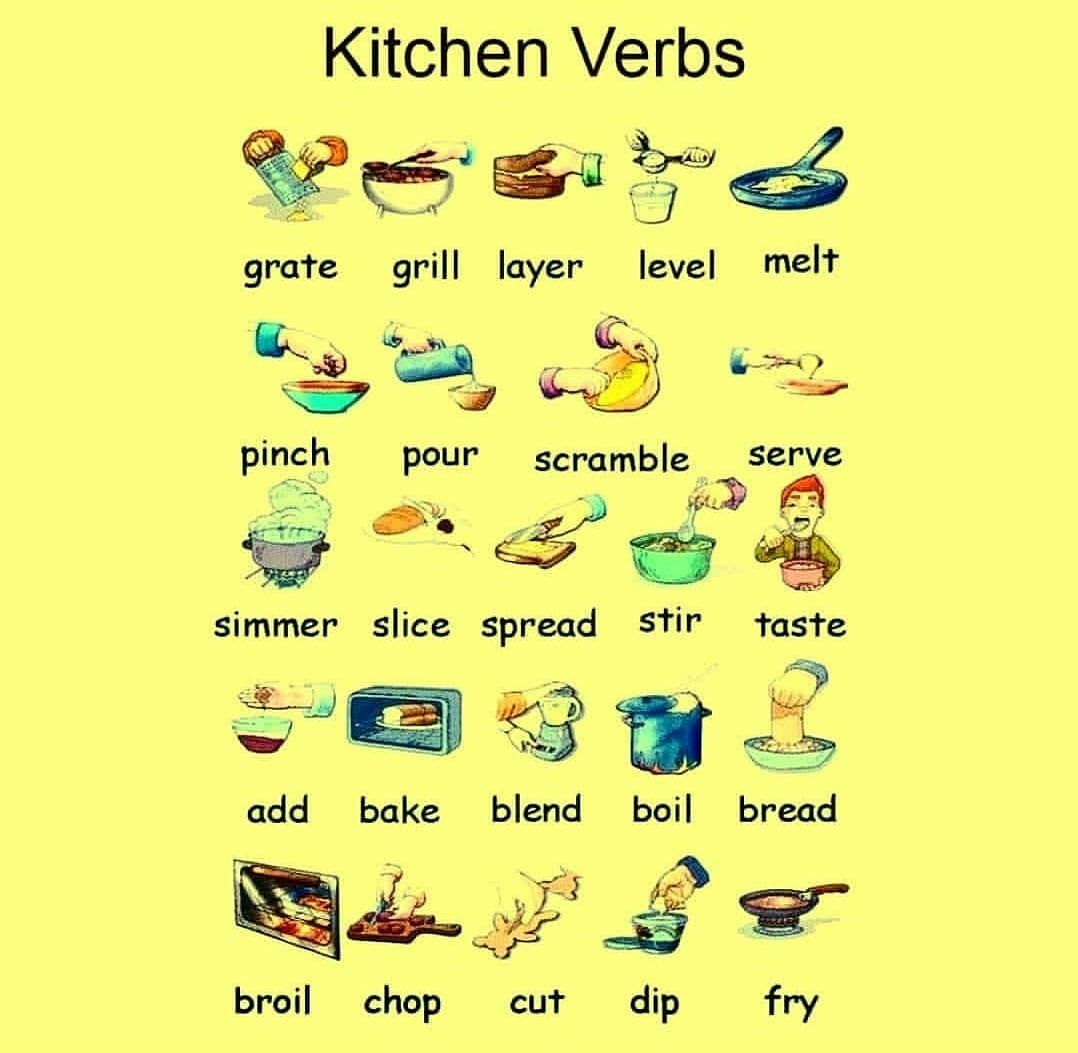 Kitchen Verbs
grate grill layer level melt
pinch pour scramble serve
simmer slice spread stir taste
add bake blend boil bread
broil chop cut dip fry